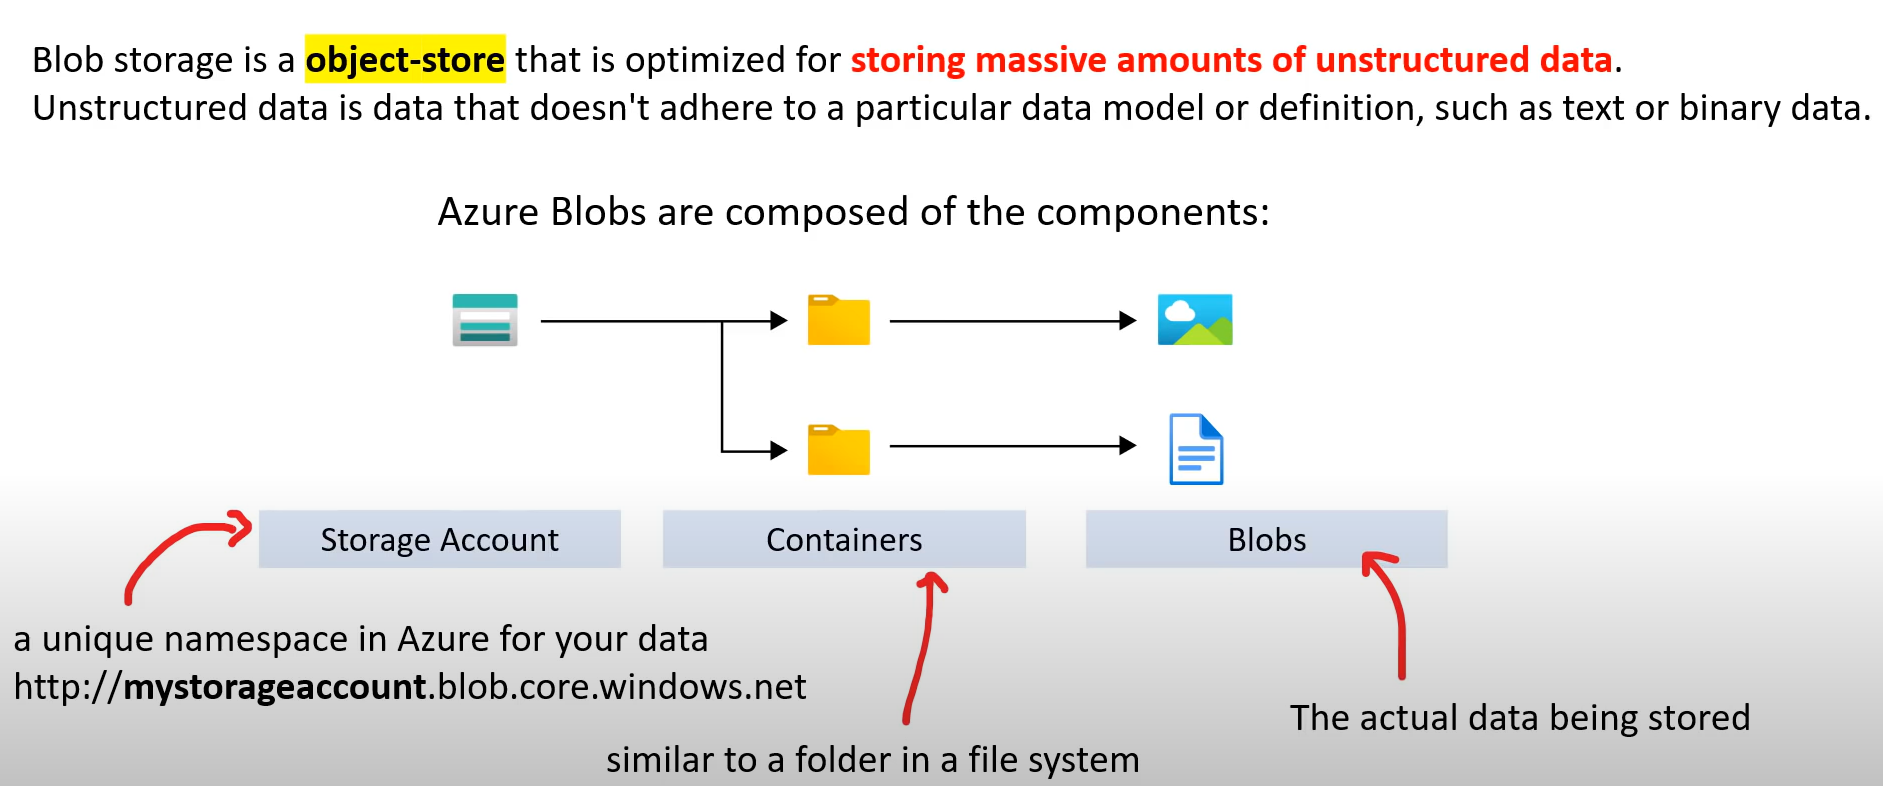 Blob storage is a object-store that is optimized for storing massive amounts of unstructured data.
Unstructured data is data that doesn't adhere to a particular data model or definition, such as text or binary data.
Azure Blobs are composed of the components:
Storage Account
Containers
Blobs
a unique namespace in Azure for your data
http://mystorageaccount.blob.core.windows.net
similar to a folder in a file system
The actual data being stored